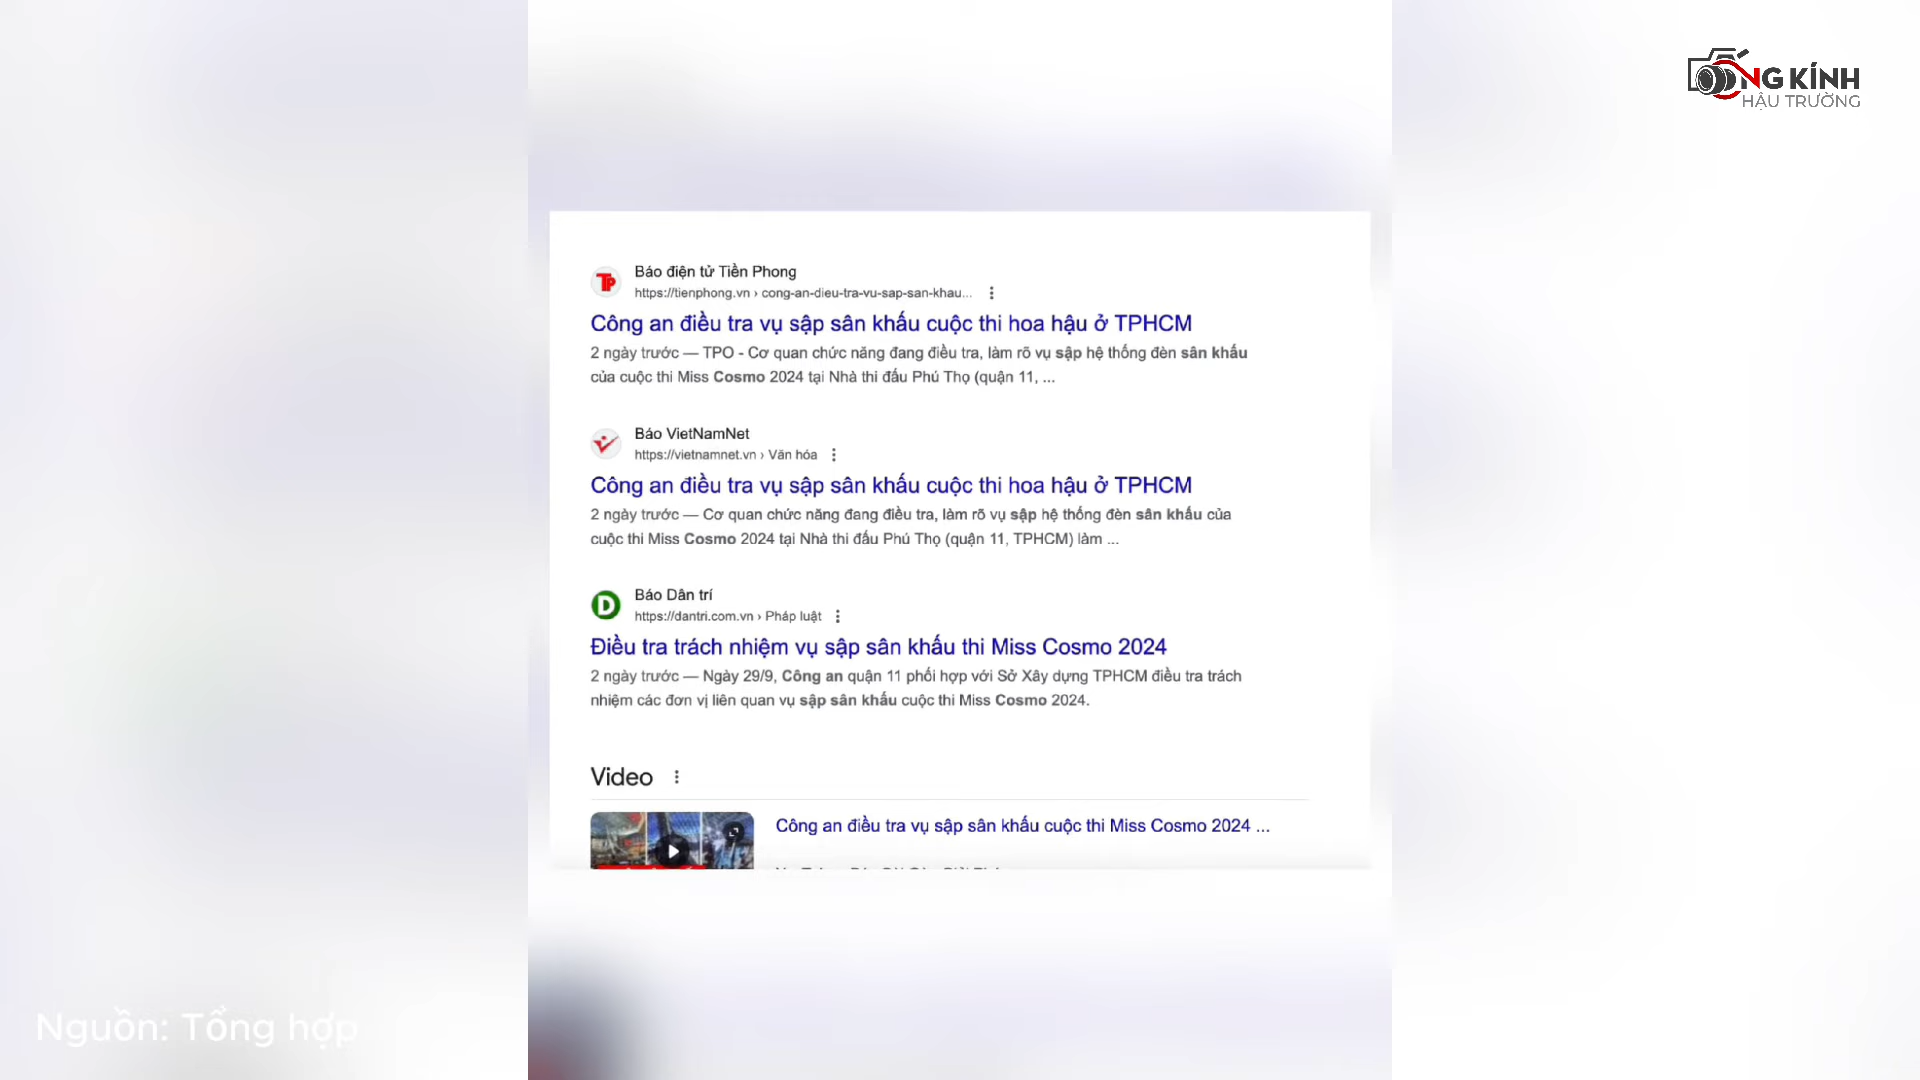 ỐNG KÍNH
HẬU TRƯỜNG
Báo điện tử Tiền Phong
https://tienphong.vn › cong-an-dieu-tra-vu-sap-san-khau...
Công an điều tra vụ sập sân khấu cuộc thi hoa hậu ở TPHCM
2 ngày trước — TPO - Cơ quan chức năng đang điều tra, làm rõ vụ sập hệ thống đèn sân khấu
của cuộc thi Miss Cosmo 2024 tại Nhà thi đấu Phú Thọ (quận 11, ...
Báo VietNamNet
https://vietnamnet.vn › Văn hóa
Công an điều tra vụ sập sân khấu cuộc thi hoa hậu ở TPHCM
2 ngày trước — Cơ quan chức năng đang điều tra, làm rõ vụ sập hệ thống đèn sân khấu của
cuộc thi Miss Cosmo 2024 tại Nhà thi đấu Phú Thọ (quận 11, TPHCM) làm ...
Báo Dân trí
https://dantri.com.vn › Pháp luật
Điều tra trách nhiệm vụ sập sân khấu thi Miss Cosmo 2024
2 ngày trước — Ngày 29/9, Công an quận 11 phối hợp với Sở Xây dựng TPHCM điều tra trách
nhiệm các đơn vị liên quan vụ sập sân khấu cuộc thi Miss Cosmo 2024.
Video
Công an điều tra vụ sập sân khấu cuộc thi Miss Cosmo 2024 ...
Nguồn: Tổng hợp